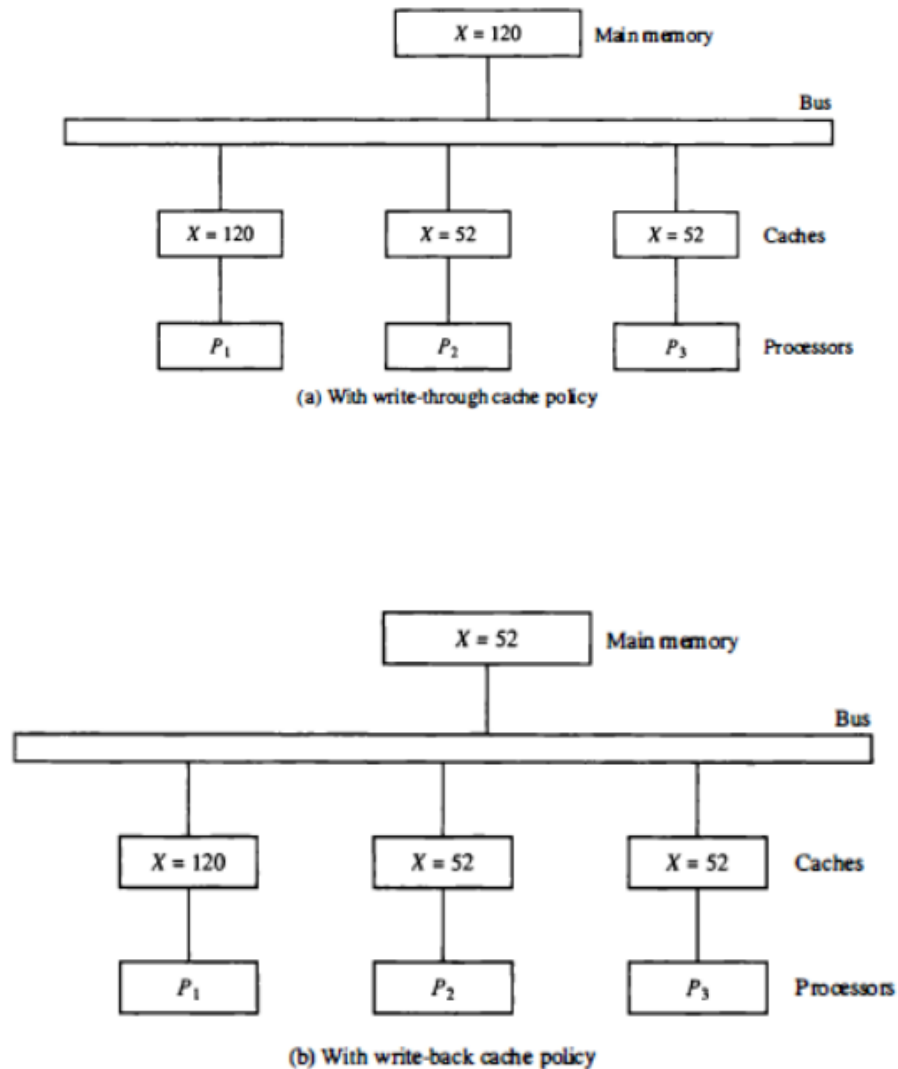 X = 120 Main memory
Bus
X = 120 X = 52 X = 52 Caches
P₁ P₂ P₃ Processors
(a) With write-through cache policy
X = 52 Main memory
Bus
X = 120 X = 52 X = 52 Caches
P₁ P₂ P₃ Processors
(b) With write-back cache policy